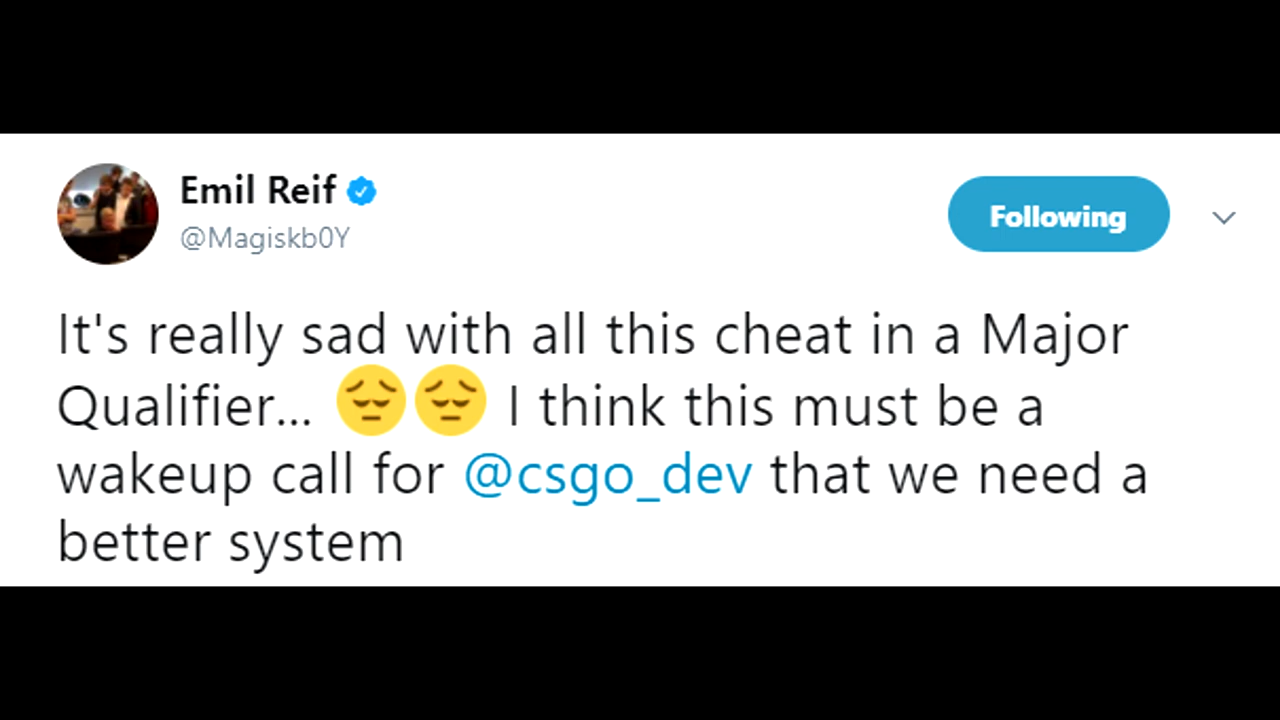 Emil Reif
@Magiskb0Y
Following
It's really sad with all this cheat in a Major
Qualifier... 😔😔 I think this must be a
wakeup call for @csgo_dev that we need a
better system